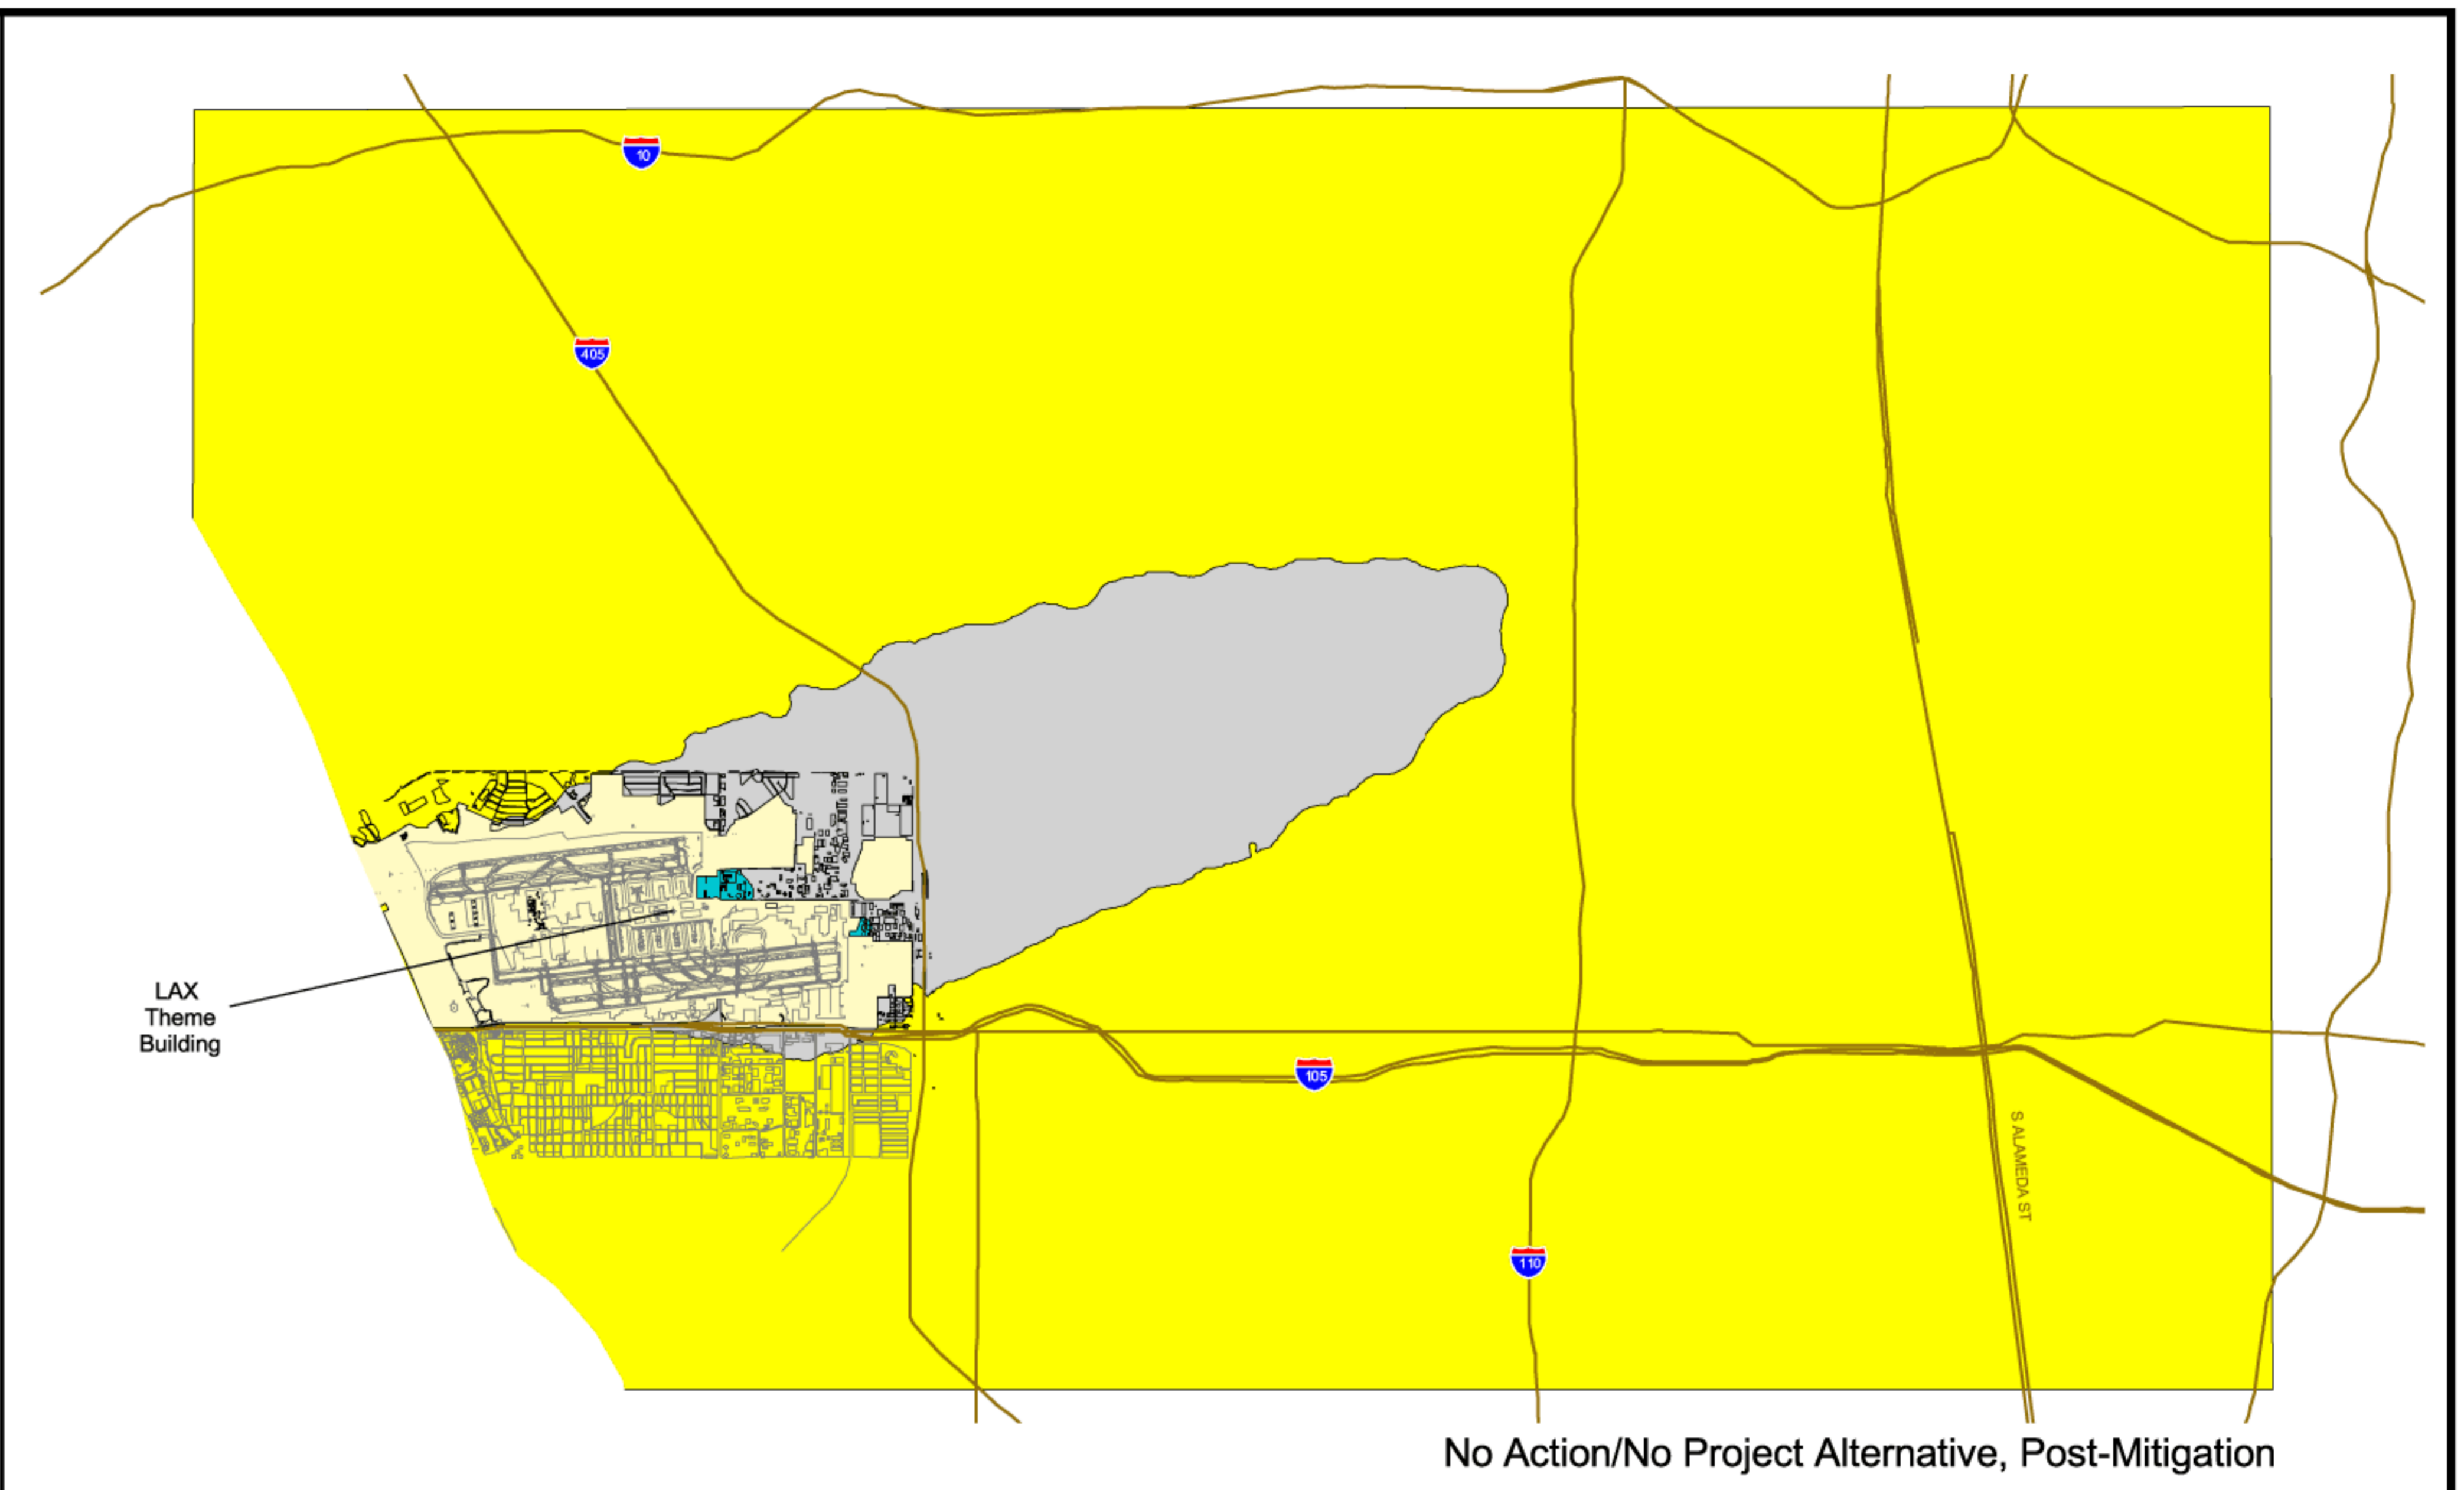 10
405
LAX
Theme
Building
105
S ALAMEDA ST
110
No Action/No Project Alternative, Post-Mitigation